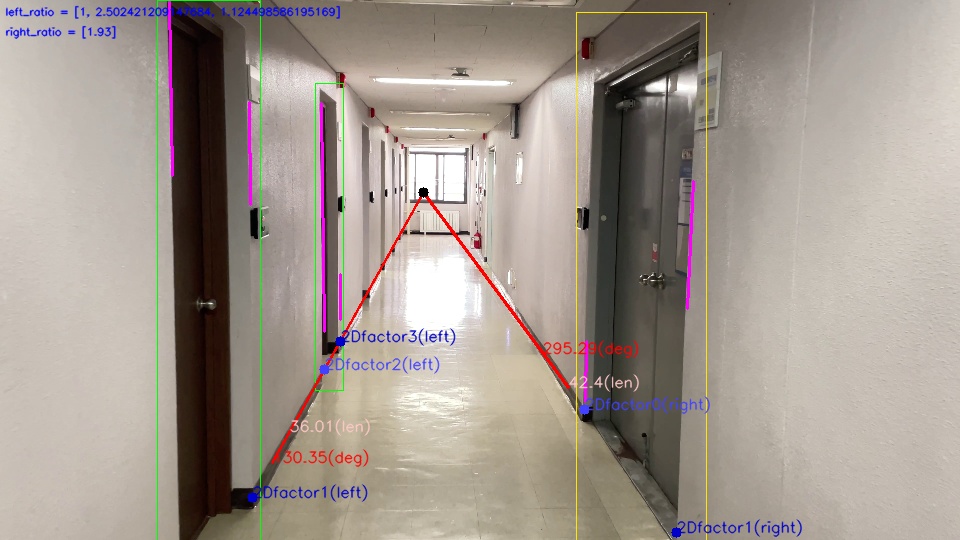 left_ratio = [1, 2.502421209
1.124498586195169]
right_ratio = [1.93]
2Dfactor3(left)
295.29(deg)
2Dfactor2(left)
42.4(len)
2Dfactor0(right)
36.01(len)
30.35(deg)
2Dfactor1(left)
2Dfactor1(right)